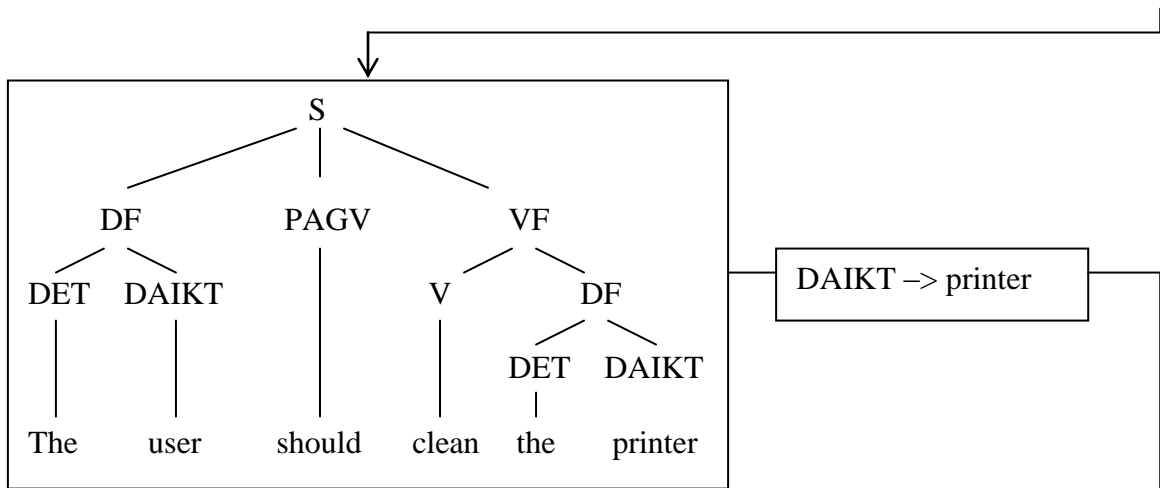 S
DF PAGV VF
DET DAIKT V DF
DAIKT –> printer
DET DAIKT
The user should clean the printer